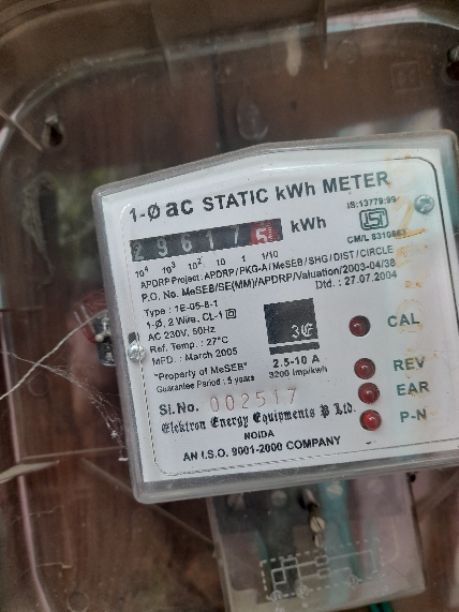 1-Ø ac STATIC kWh METER
IS:13779:99
2 9 6 1 7 5 kWh
10⁴ 10³ 10² 10 1 1/10
APDRP Project: APDRP/PKG-A/MeSEB/SHG/DIST/CIRCLE
P.O. No. MeSEB/SE(MM)/APDRP/Valuation/2003-04/38
Dtd. : 27.07.2004
Type : 1E-05-8-1
1-Ø, 2 Wire, CL-1
AC 230V, 50Hz
Ref. Temp. : 27°C
MFD. : March 2005
"Property of MeSEB"
Guarantee Period : 5 years
3E
2.5-10 A
3200 Imp/kwh
CAL
REV
EAR
P-N
Sl.No. 002517
Elektron Energy Equipments P Ltd.
NOIDA
AN I.S.O. 9001-2000 COMPANY